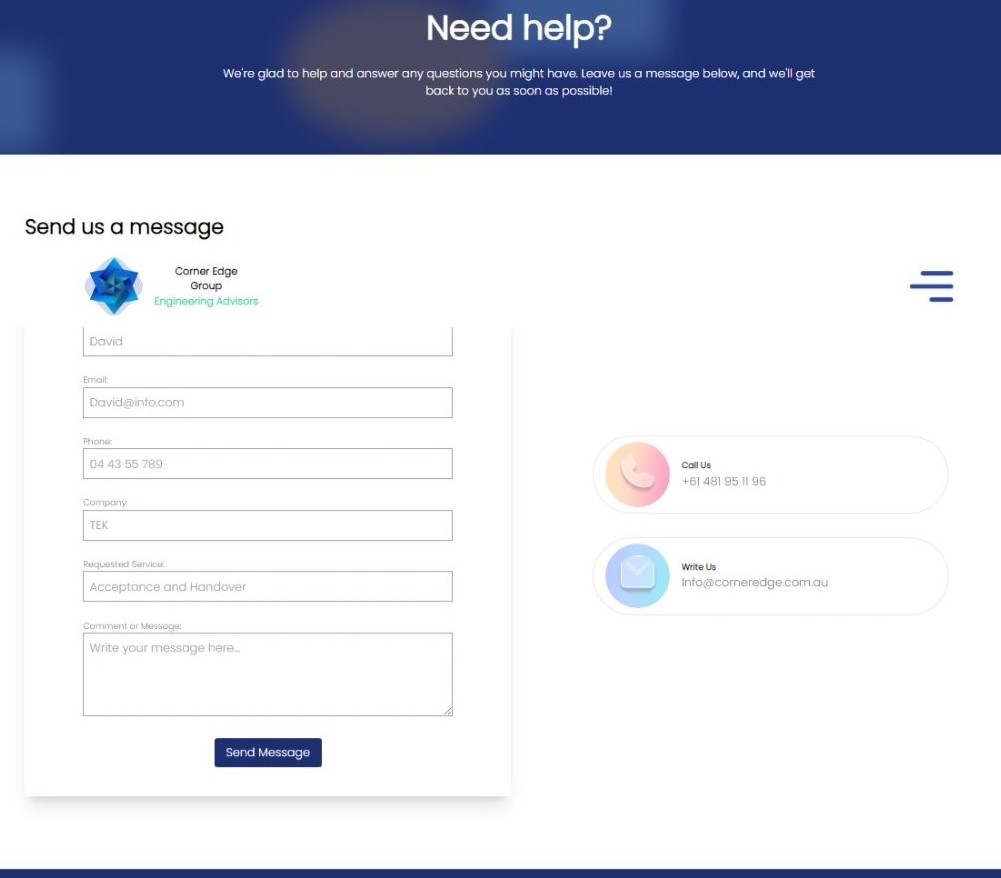 Need help?
We're glad to help and answer any questions you might have. Leave us a message below, and we'll get
back to you as soon as possible!
Send us a message
Corner Edge
Group
Engineering Advisors
David
Email:
David@info.com
Phone:
04 43 55 789
Company:
TEK
Requested Service:
Acceptance and Handover
Comment or Message:
Write your message here...
Send Message
Call Us
+61 481 95 11 96
Write Us
Info@corneredge.com.au